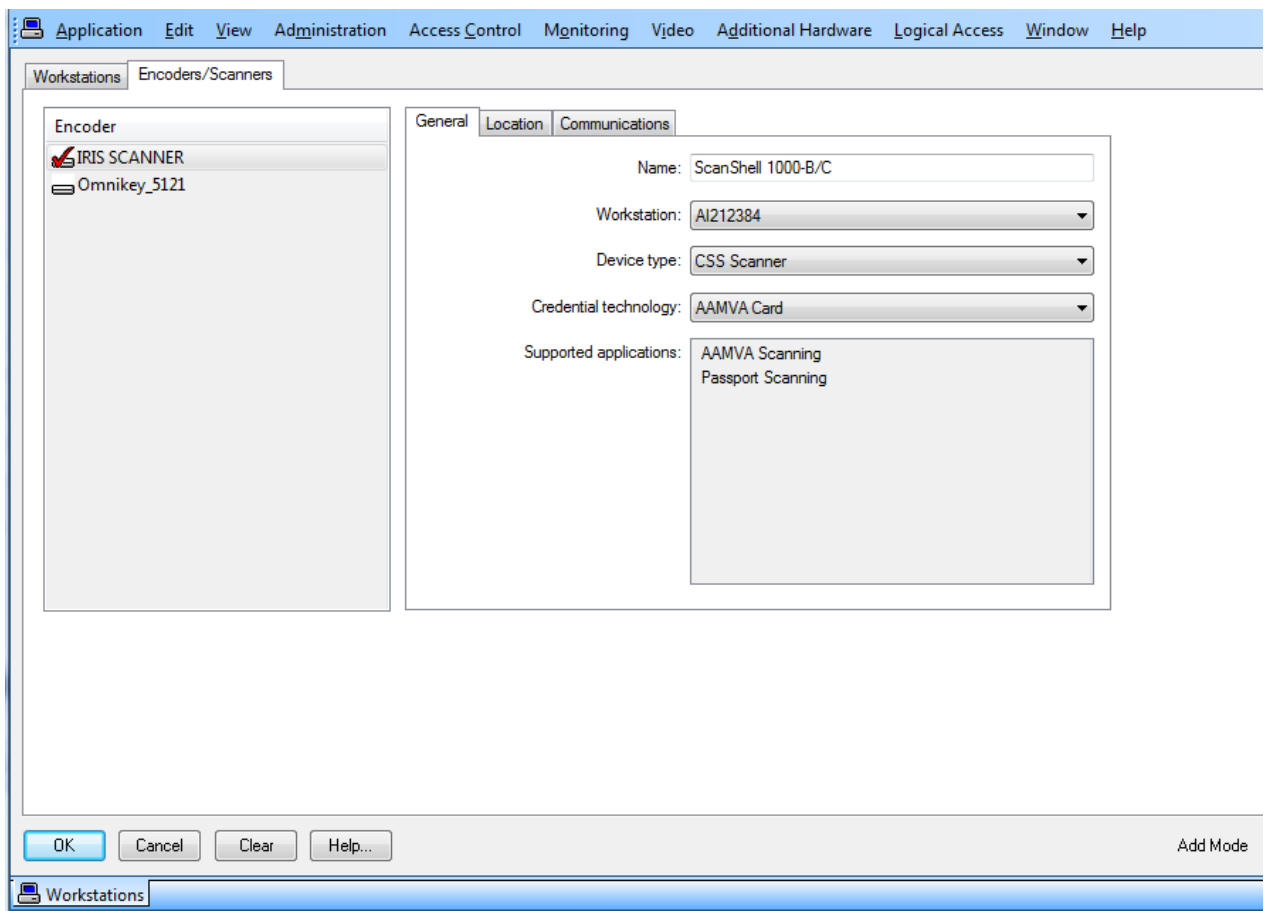 Application Edit View Administration Access Control Monitoring Video Additional Hardware Logical Access Window Help
Workstations Encoders/Scanners
Encoder
IRIS SCANNER
Omnikey_5121
General Location Communications
Name: ScanShell 1000-B/C
Workstation: AI212384
Device type: CSS Scanner
Credential technology: AAMVA Card
Supported applications: AAMVA Scanning
Passport Scanning
OK Cancel Clear Help... Add Mode
Workstations